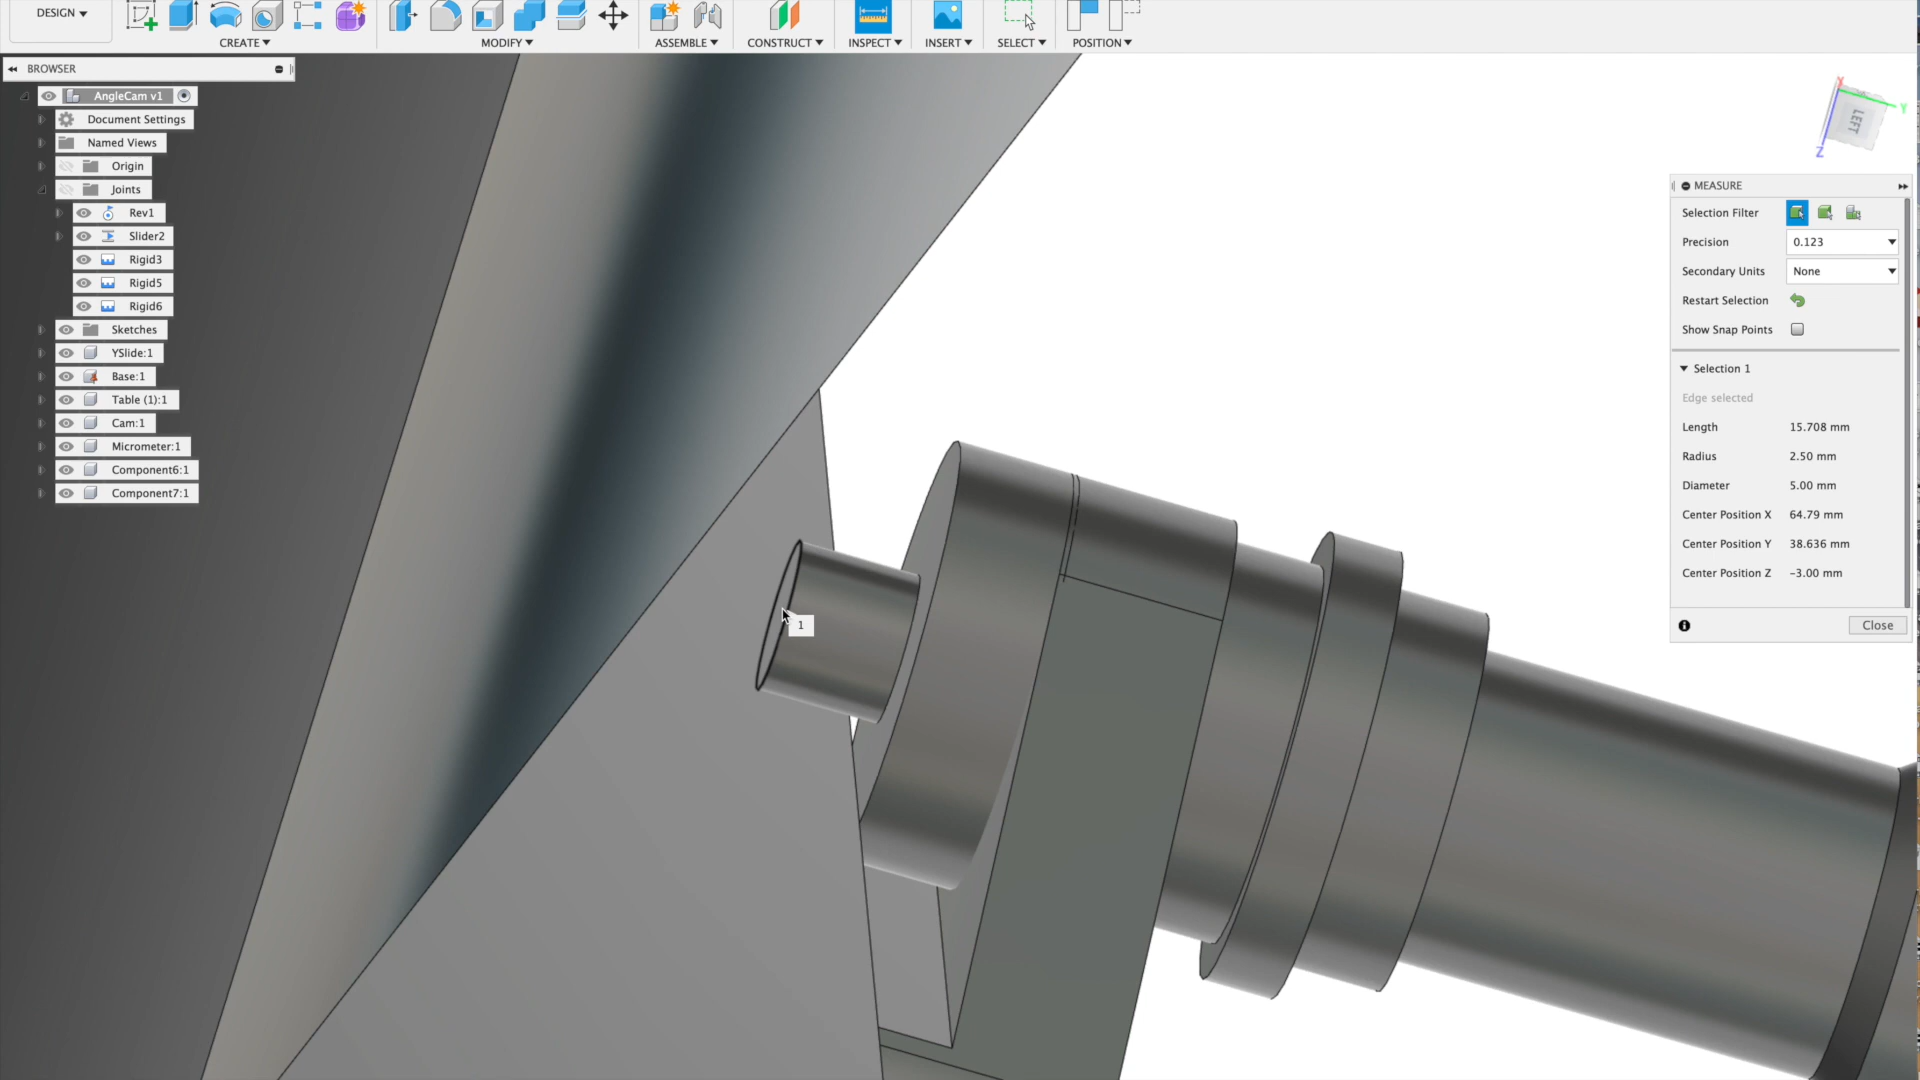 DESIGN
CREATE
MODIFY
ASSEMBLE
CONSTRUCT
INSPECT
INSERT
SELECT
POSITION
BROWSER
AngleCam v1
Document Settings
Named Views
Origin
Joints
Rev1
Slider2
Rigid3
Rigid5
Rigid6
Sketches
YSlide:1
Base:1
Table (1):1
Cam:1
Micrometer:1
Component6:1
Component7:1
1
X
Y
LEFT
Z
MEASURE
Selection Filter
Precision 0.123
Secondary Units None
Restart Selection
Show Snap Points
Selection 1
Edge selected
Length 15.708 mm
Radius 2.50 mm
Diameter 5.00 mm
Center Position X 64.79 mm
Center Position Y 38.636 mm
Center Position Z -3.00 mm
Close